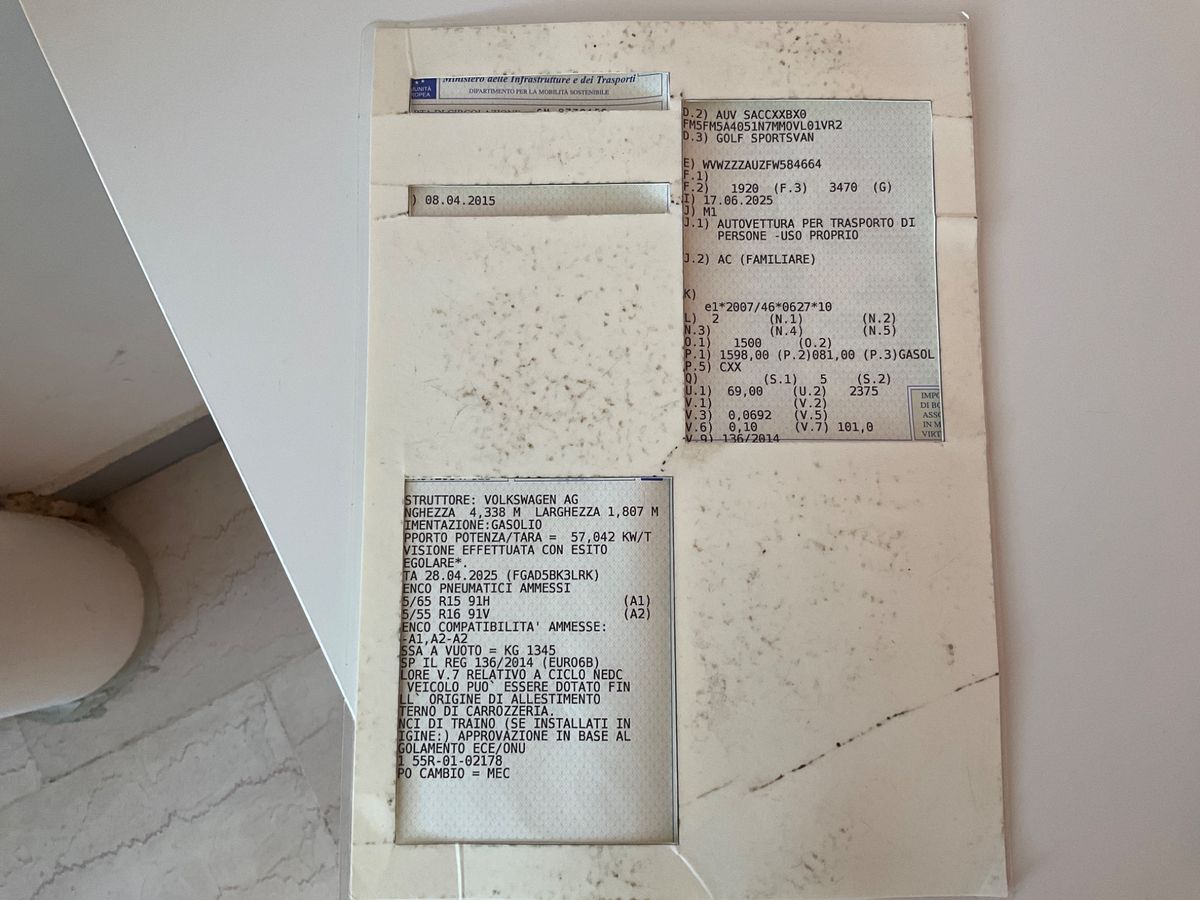 UNITÀ
ROPEA
Ministero delle Infrastrutture e dei Trasporti
DIPARTIMENTO PER LA MOBILITÀ SOSTENIBILE
) 08.04.2015
D.2) AUV SACCXXBX0
FM5FM5A4051N7MMOVL01VR2
D.3) GOLF SPORTSVAN
E) WVWZZZAUZFW584664
F.1)
F.2) 1920 (F.3) 3470 (G)
I) 17.06.2025
J) M1
J.1) AUTOVETTURA PER TRASPORTO DI
PERSONE -USO PROPRIO
J.2) AC (FAMILIARE)
K)
e1*2007/46*0627*10
L) 2 (N.1) (N.2)
N.3) (N.4) (N.5)
O.1) 1500 (O.2)
P.1) 1598,00 (P.2)081,00 (P.3)GASOL
P.5) CXX
Q) (S.1) 5 (S.2)
U.1) 69,00 (U.2) 2375
V.1) (V.2)
V.3) 0,0692 (V.5)
V.6) 0,10 (V.7) 101,0
V.9) 136/2014
IMPO
DI BO
ASSO
IN M
VIRT
STRUTTORE: VOLKSWAGEN AG
NGHEZZA 4,338 M LARGHEZZA 1,807 M
IMENTAZIONE:GASOLIO
PPORTO POTENZA/TARA = 57,042 KW/T
VISIONE EFFETTUATA CON ESITO
EGOLARE*.
TA 28.04.2025 (FGAD5BK3LRK)
ENCO PNEUMATICI AMMESSI
5/65 R15 91H (A1)
5/55 R16 91V (A2)
ENCO COMPATIBILITA' AMMESSE:
-A1,A2-A2
SSA A VUOTO = KG 1345
SP IL REG 136/2014 (EURO6B)
LORE V.7 RELATIVO A CICLO NEDC
VEICOLO PUO` ESSERE DOTATO FIN
LL` ORIGINE DI ALLESTIMENTO
TERNO DI CARROZZERIA.
NCI DI TRAINO (SE INSTALLATI IN
IGINE:) APPROVAZIONE IN BASE AL
GOLAMENTO ECE/ONU
1 55R-01-02178
PO CAMBIO = MEC